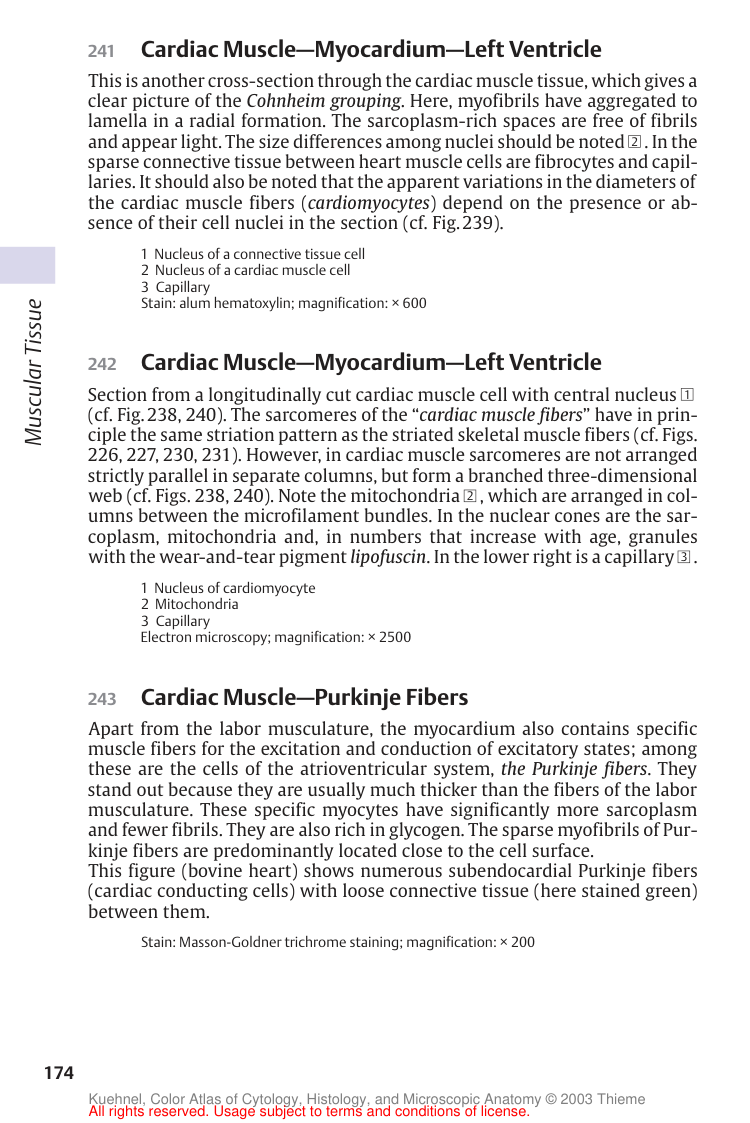 241 Cardiac Muscle—Myocardium—Left Ventricle
This is another cross-section through the cardiac muscle tissue, which gives a
clear picture of the Cohnheim grouping. Here, myofibrils have aggregated to
lamella in a radial formation. The sarcoplasm-rich spaces are free of fibrils
and appear light. The size differences among nuclei should be noted 2 . In the
sparse connective tissue between heart muscle cells are fibrocytes and capil-
laries. It should also be noted that the apparent variations in the diameters of
the cardiac muscle fibers (cardiomyocytes) depend on the presence or ab-
sence of their cell nuclei in the section (cf. Fig. 239).
1 Nucleus of a connective tissue cell
2 Nucleus of a cardiac muscle cell
3 Capillary
Stain: alum hematoxylin; magnification: × 600
Muscular Tissue
242 Cardiac Muscle—Myocardium—Left Ventricle
Section from a longitudinally cut cardiac muscle cell with central nucleus 1
(cf. Fig. 238, 240). The sarcomeres of the “cardiac muscle fibers” have in prin-
ciple the same striation pattern as the striated skeletal muscle fibers (cf. Figs.
226, 227, 230, 231). However, in cardiac muscle sarcomeres are not arranged
strictly parallel in separate columns, but form a branched three-dimensional
web (cf. Figs. 238, 240). Note the mitochondria 2 , which are arranged in col-
umns between the microfilament bundles. In the nuclear cones are the sar-
coplasm, mitochondria and, in numbers that increase with age, granules
with the wear-and-tear pigment lipofuscin. In the lower right is a capillary 3 .
1 Nucleus of cardiomyocyte
2 Mitochondria
3 Capillary
Electron microscopy; magnification: × 2500
243 Cardiac Muscle—Purkinje Fibers
Apart from the labor musculature, the myocardium also contains specific
muscle fibers for the excitation and conduction of excitatory states; among
these are the cells of the atrioventricular system, the Purkinje fibers. They
stand out because they are usually much thicker than the fibers of the labor
musculature. These specific myocytes have significantly more sarcoplasm
and fewer fibrils. They are also rich in glycogen. The sparse myofibrils of Pur-
kinje fibers are predominantly located close to the cell surface.
This figure (bovine heart) shows numerous subendocardial Purkinje fibers
(cardiac conducting cells) with loose connective tissue (here stained green)
between them.
Stain: Masson-Goldner trichrome staining; magnification: × 200
174
Kuehnel, Color Atlas of Cytology, Histology, and Microscopic Anatomy © 2003 Thieme
All rights reserved. Usage subject to terms and conditions of license.